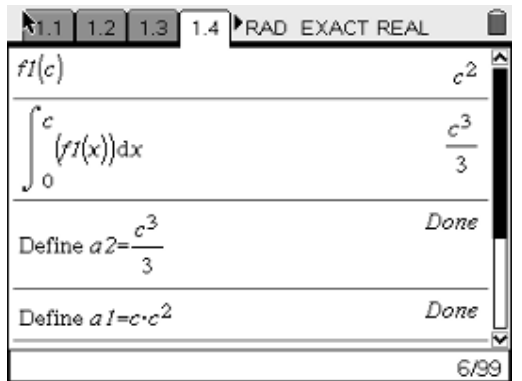 1.1 1.2 1.3 1.4 RAD EXACT REAL
f1(c) c²
∫₀ᶜ (f1(x))dx c³/3
Define a2=c³/3 Done
Define a1=c·c² Done
6/99